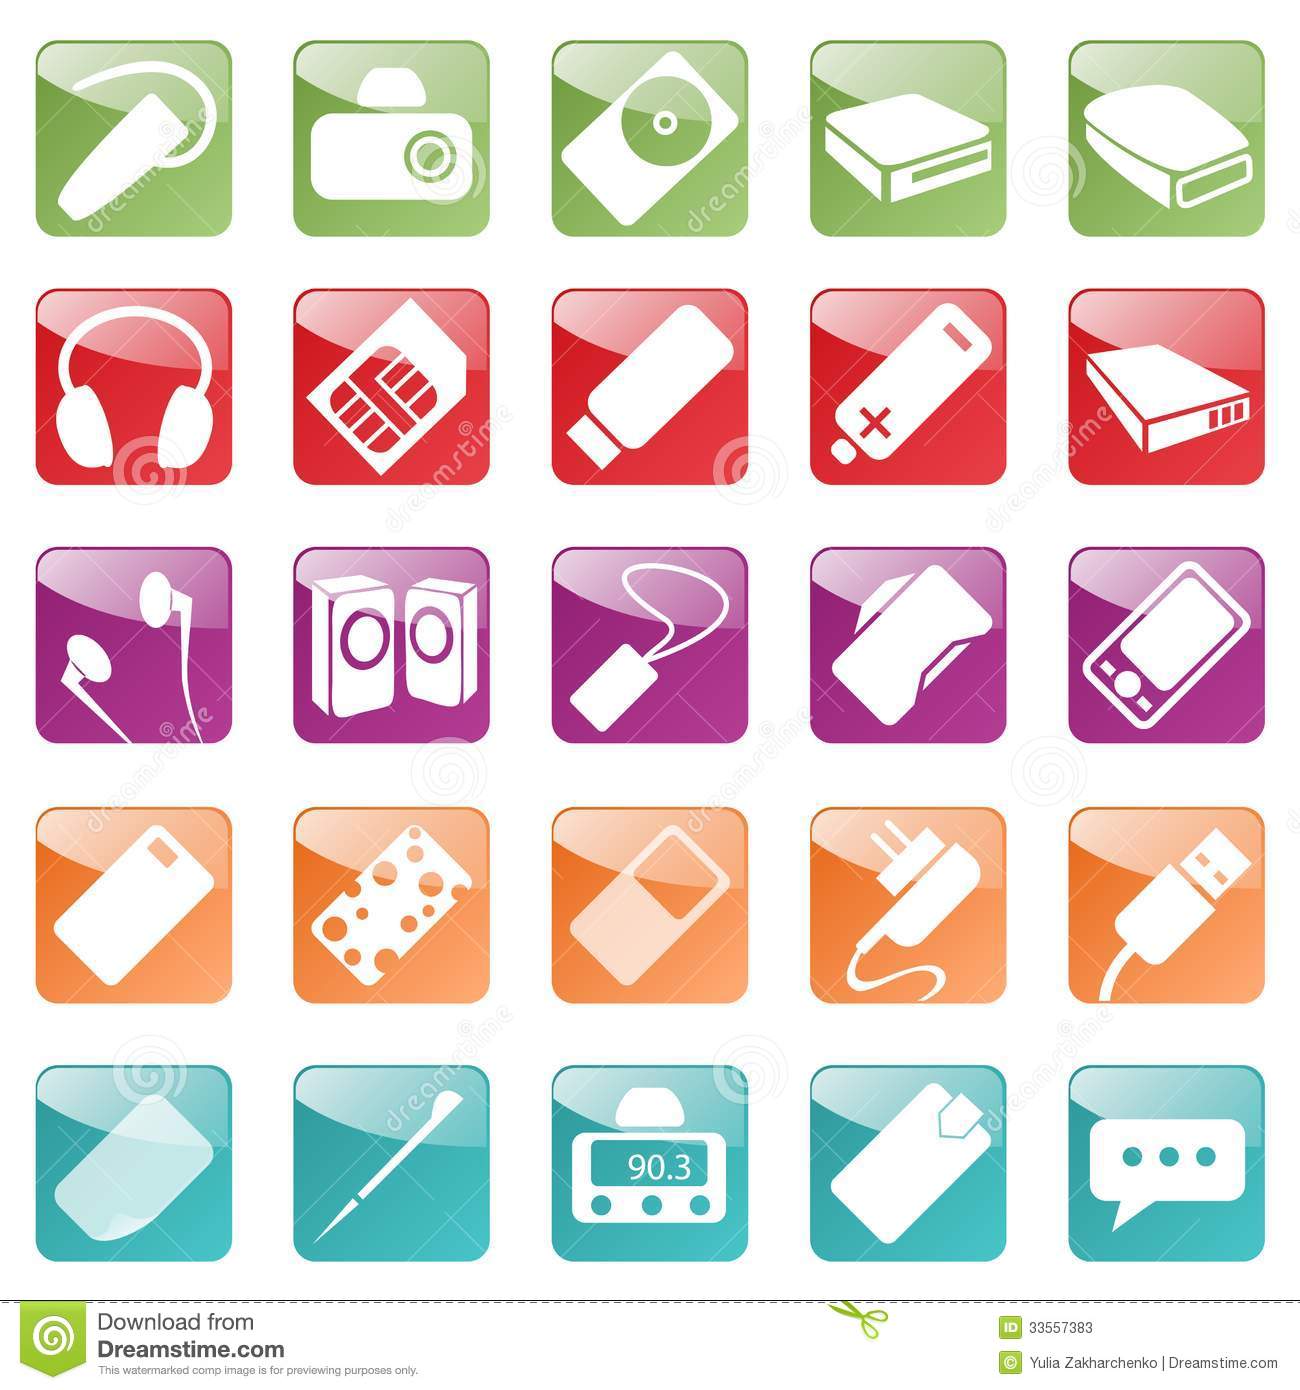 90.3
Download from
Dreamstime.com
This watermarked comp image is for previewing purposes only.
ID 33557383
© Yulia Zakharchenko | Dreamstime.com
dreamstime